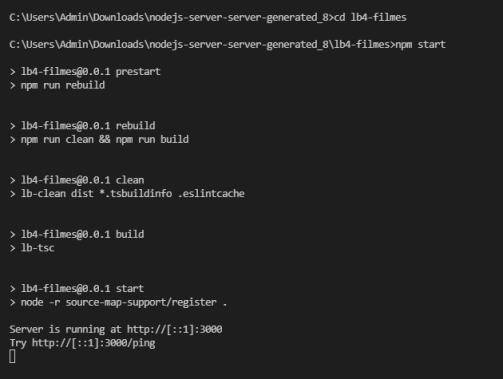 C:\Users\Admin\Downloads\nodejs-server-server-generated_8>cd lb4-filmes
C:\Users\Admin\Downloads\nodejs-server-server-generated_8\lb4-filmes>npm start
> lb4-filmes@0.0.1 prestart
> npm run rebuild
> lb4-filmes@0.0.1 rebuild
> npm run clean && npm run build
> lb4-filmes@0.0.1 clean
> lb-clean dist *.tsbuildinfo .eslintcache
> lb4-filmes@0.0.1 build
> lb-tsc
> lb4-filmes@0.0.1 start
> node -r source-map-support/register .
Server is running at http://[::1]:3000
Try http://[::1]:3000/ping